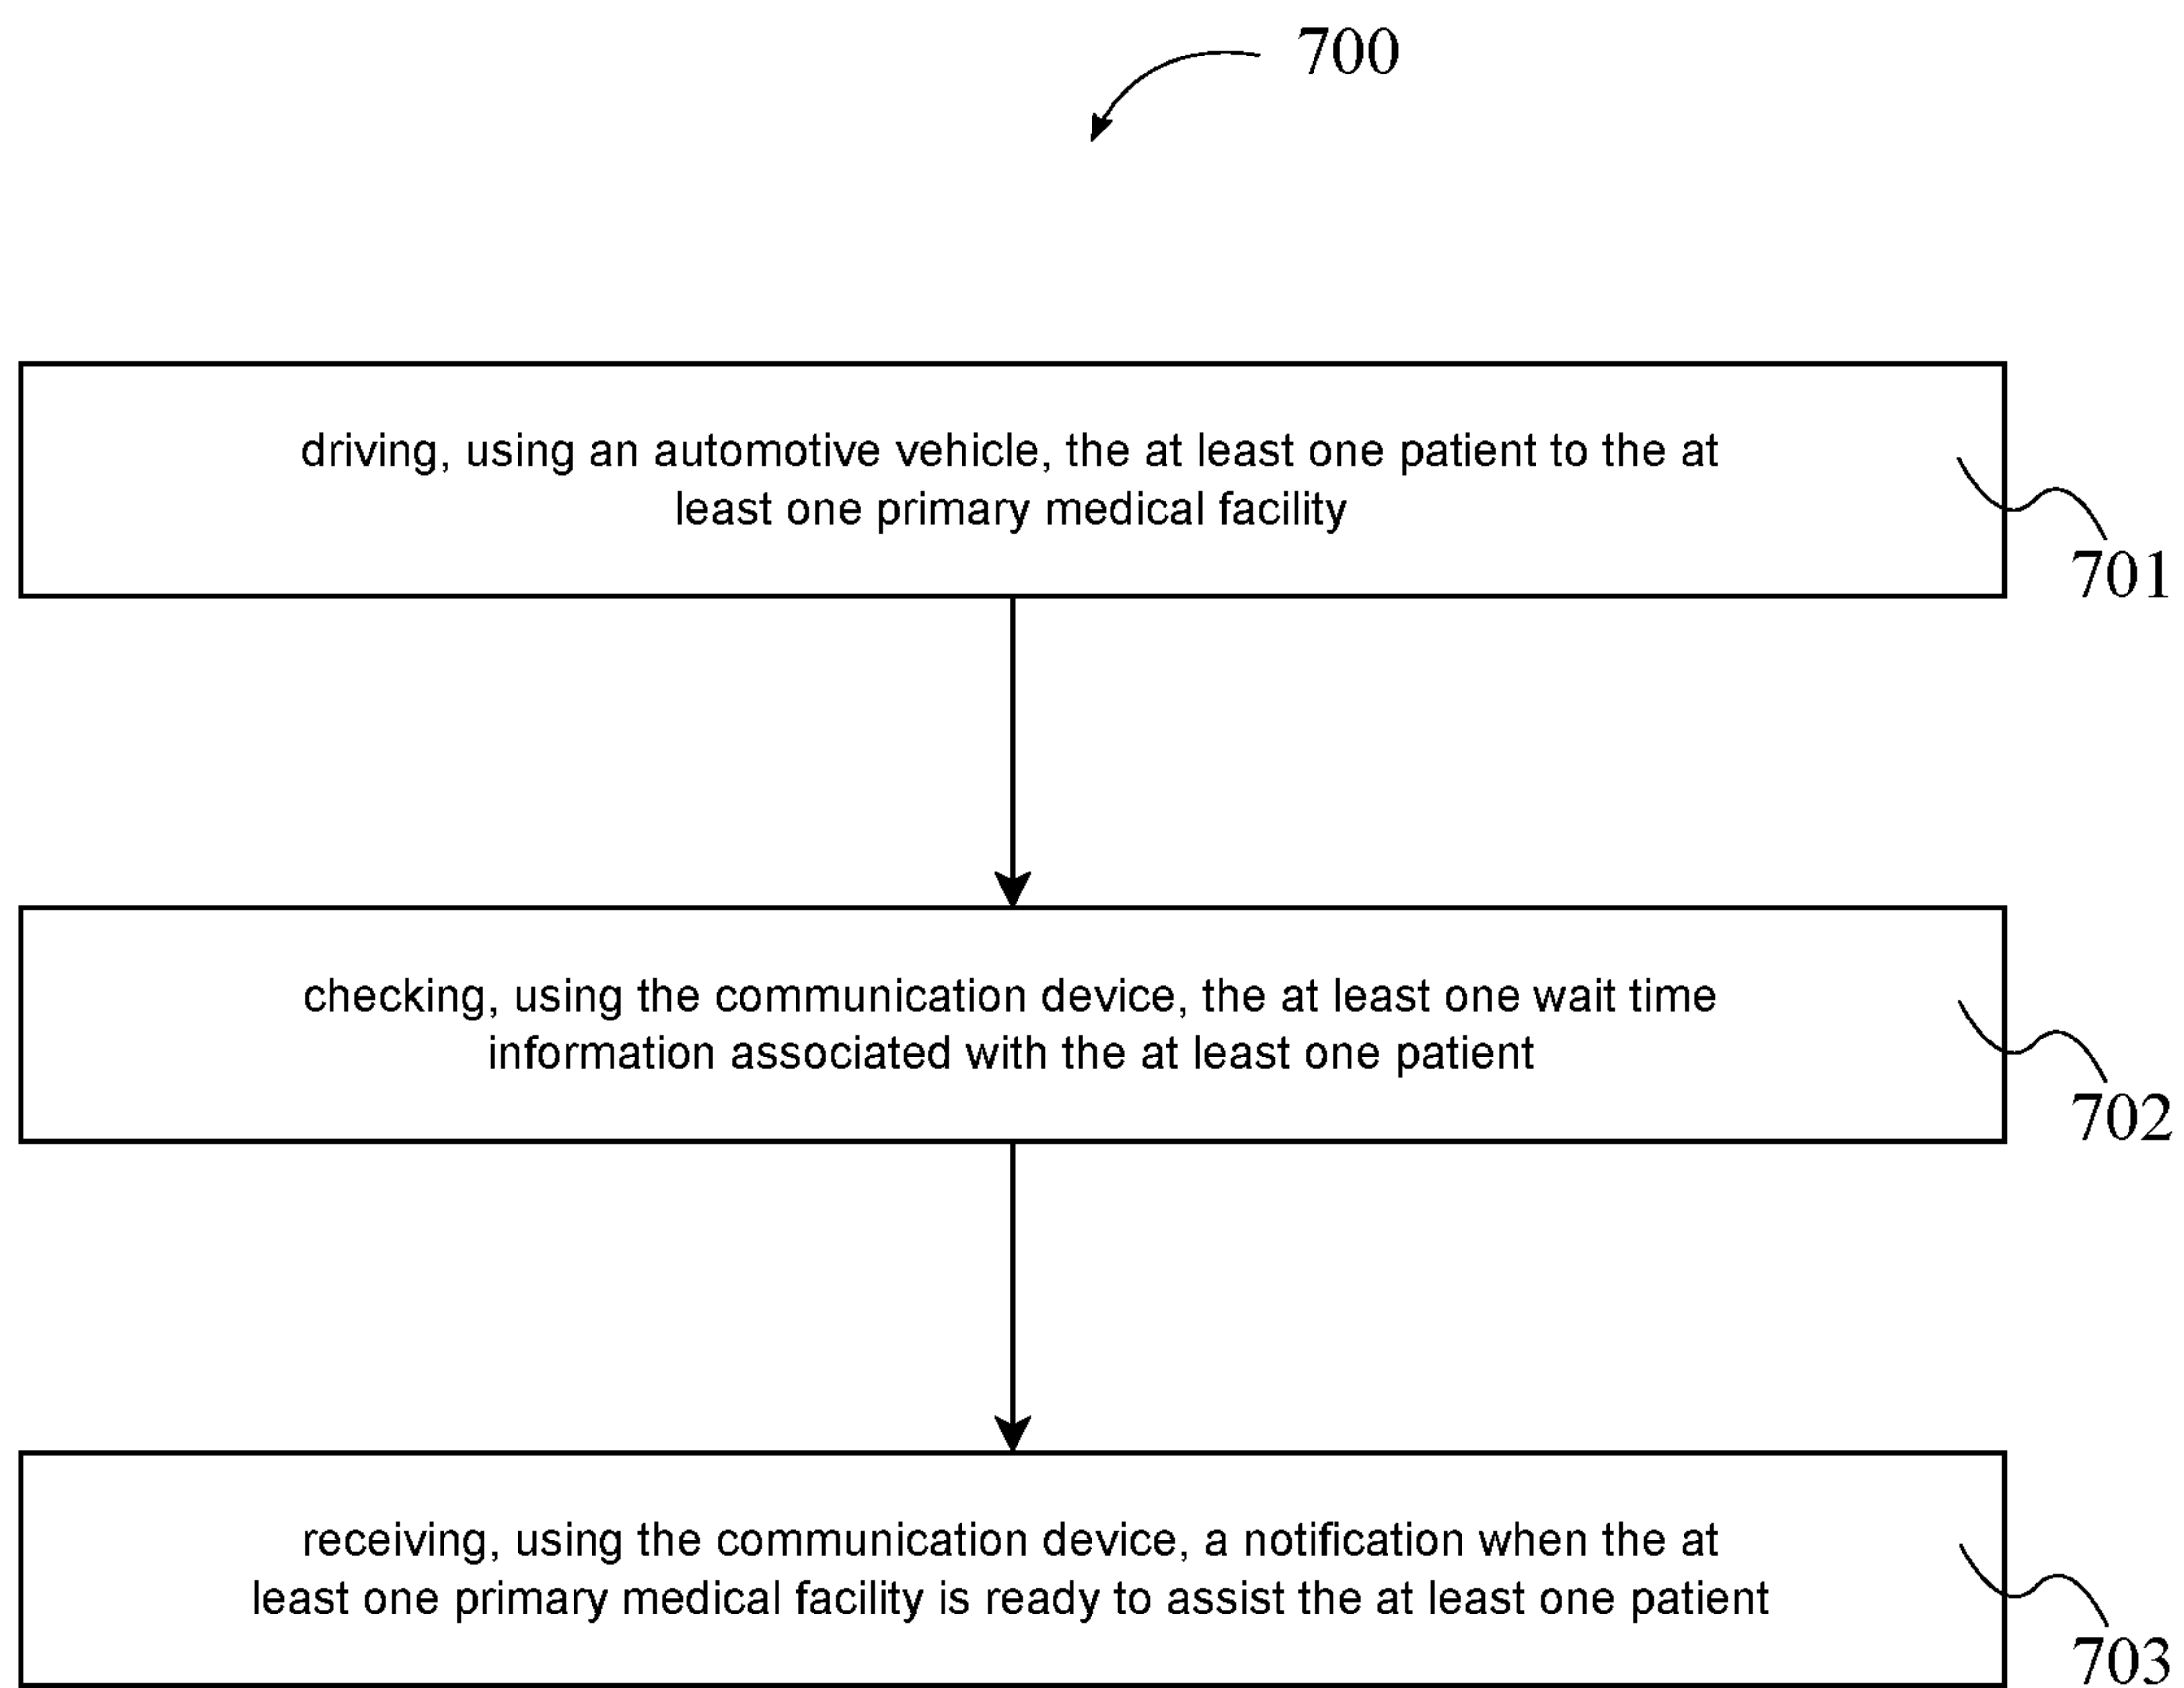 700
driving, using an automotive vehicle, the at least one patient to the at
least one primary medical facility
701
checking, using the communication device, the at least one wait time
information associated with the at least one patient
702
receiving, using the communication device, a notification when the at
least one primary medical facility is ready to assist the at least one patient
703